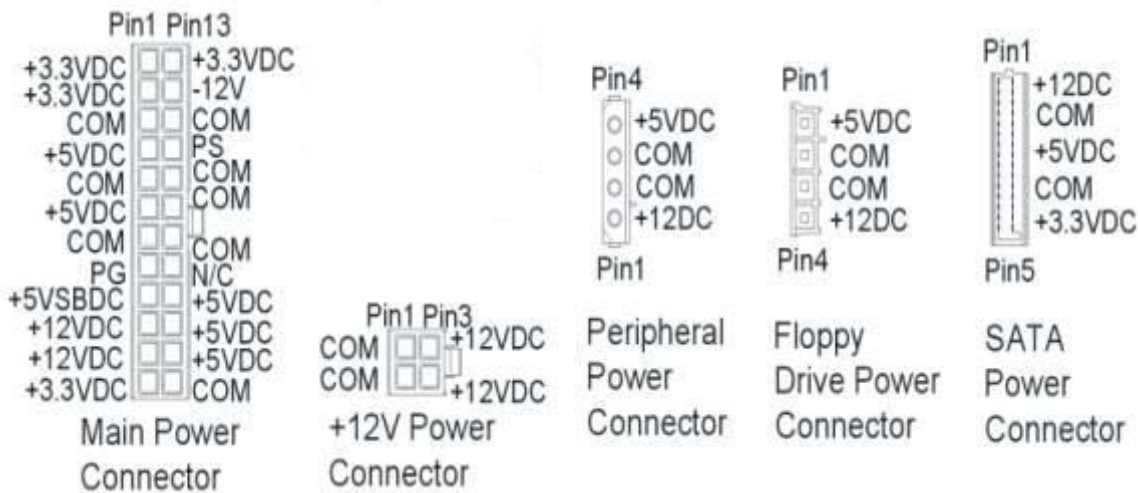 Pin1 Pin13
+3.3VDC +3.3VDC
+3.3VDC -12V
COM COM
+5VDC PS
COM COM
+5VDC COM
COM COM
PG N/C
+5VSBDC +5VDC
+12VDC +5VDC
+12VDC +5VDC
+3.3VDC COM
Main Power
Connector
Pin1 Pin3
COM +12VDC
COM +12VDC
+12V Power
Connector
Pin4
+5VDC
COM
COM
+12DC
Pin1
Peripheral
Power
Connector
Pin1
+5VDC
COM
COM
+12DC
Pin4
Floppy
Drive Power
Connector
Pin1
+12DC
COM
+5VDC
COM
+3.3VDC
Pin5
SATA
Power
Connector